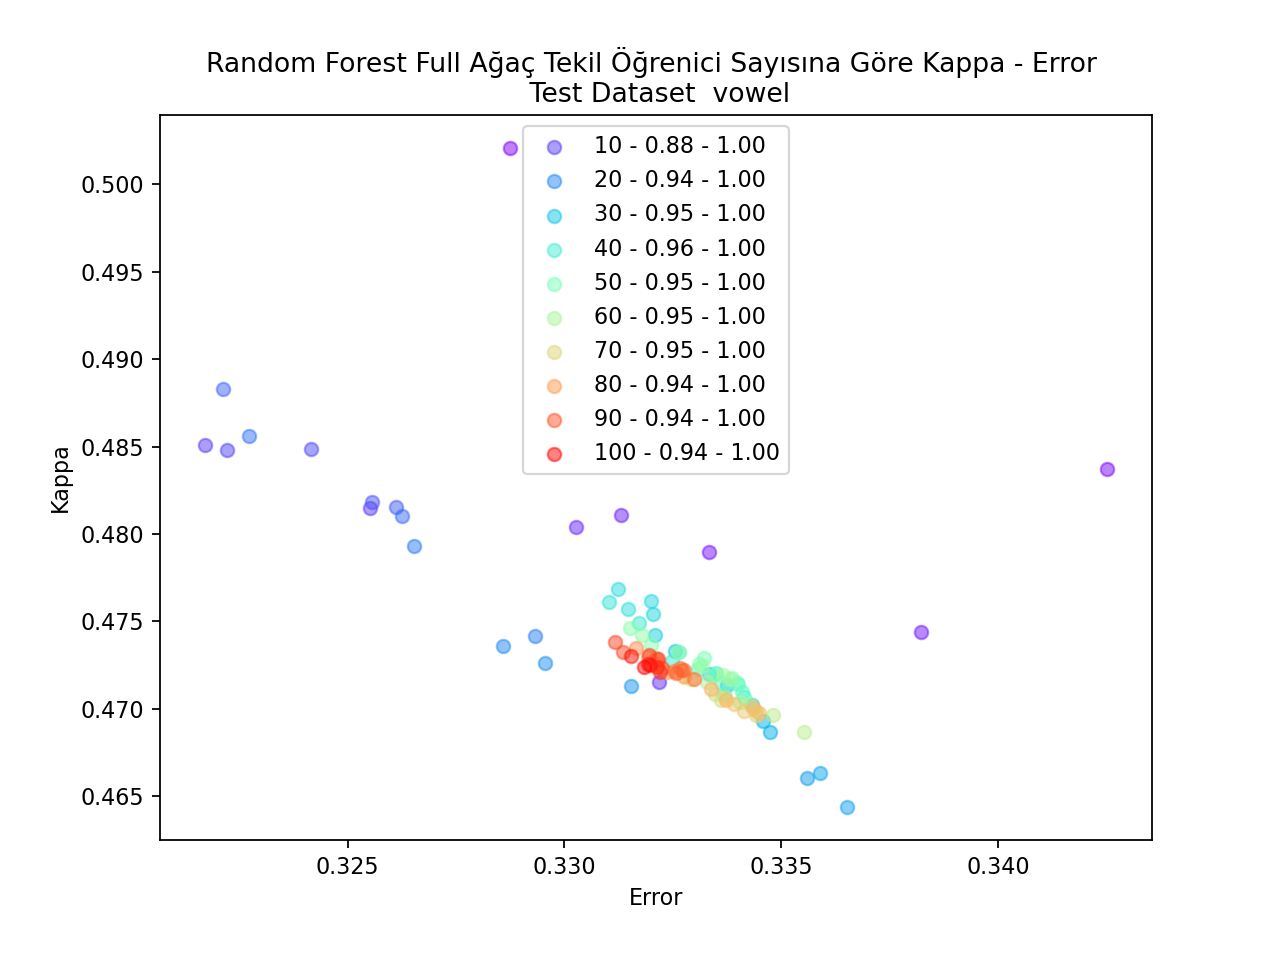 Random Forest Full Ağaç Tekil Öğrenici Sayısına Göre Kappa - Error
Test Dataset  vowel
10 - 0.88 - 1.00
20 - 0.94 - 1.00
30 - 0.95 - 1.00
40 - 0.96 - 1.00
50 - 0.95 - 1.00
60 - 0.95 - 1.00
70 - 0.95 - 1.00
80 - 0.94 - 1.00
90 - 0.94 - 1.00
100 - 0.94 - 1.00
Kappa
0.500
0.495
0.490
0.485
0.480
0.475
0.470
0.465
0.325 0.330 0.335 0.340
Error